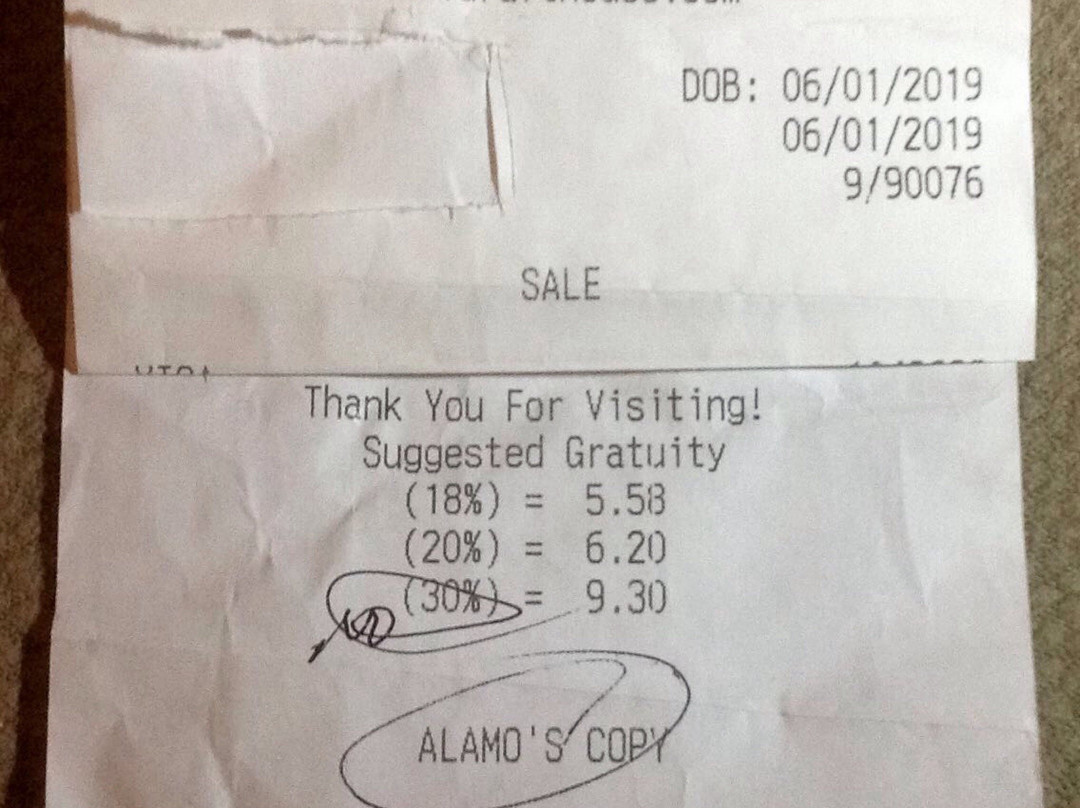 DOB: 06/01/2019
06/01/2019
9/90076
SALE
Thank You For Visiting!
Suggested Gratuity
(18%) = 5.58
(20%) = 6.20
(30%) = 9.30
ALAMO'S COPY